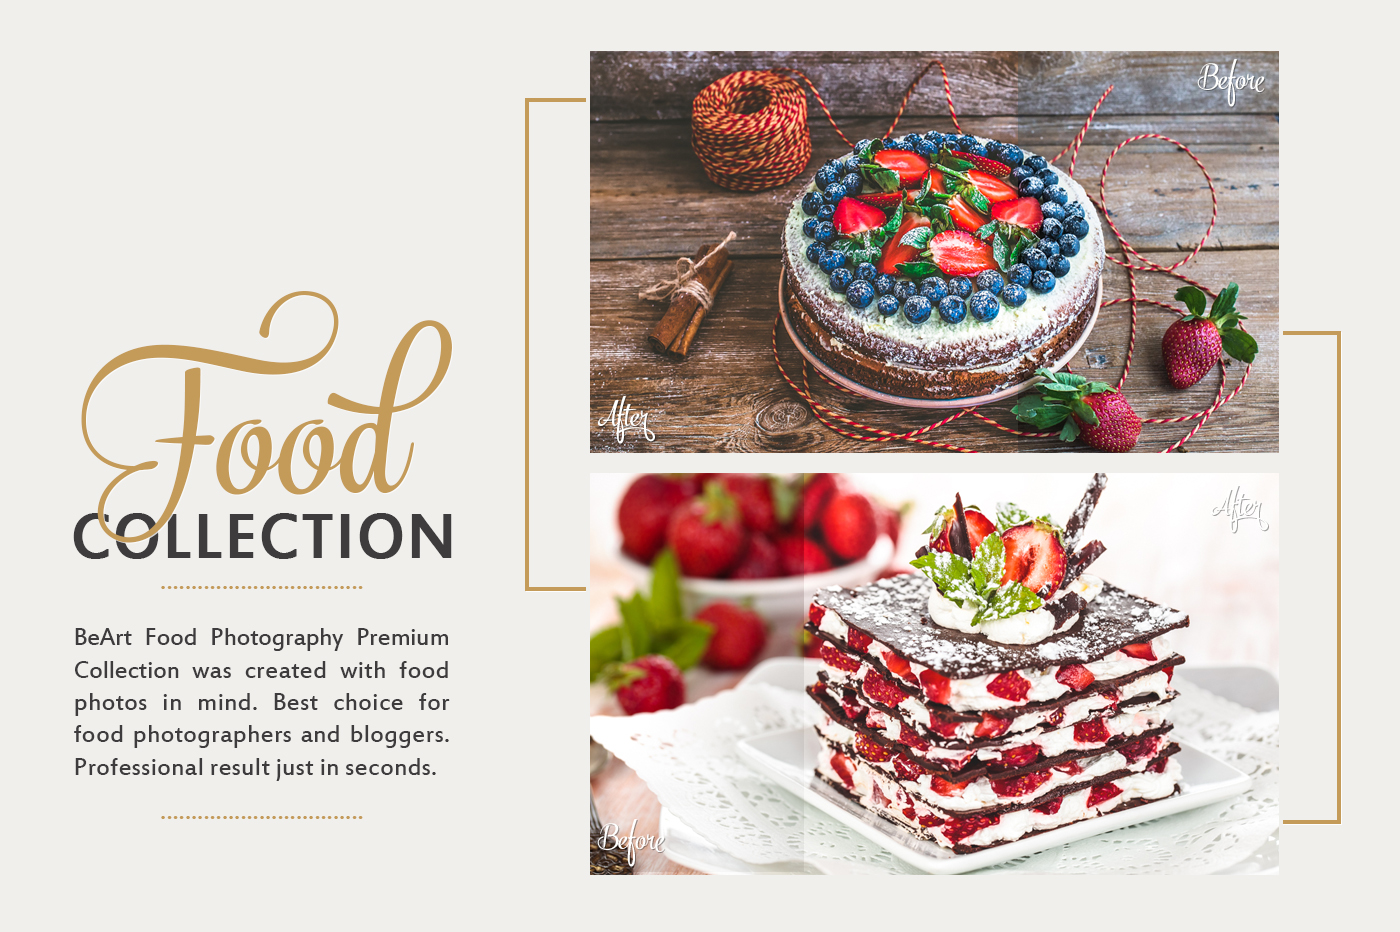 Food
COLLECTION
BeArt Food Photography Premium
Collection was created with food
photos in mind. Best choice for
food photographers and bloggers.
Professional result just in seconds.
Before
After
After
Before